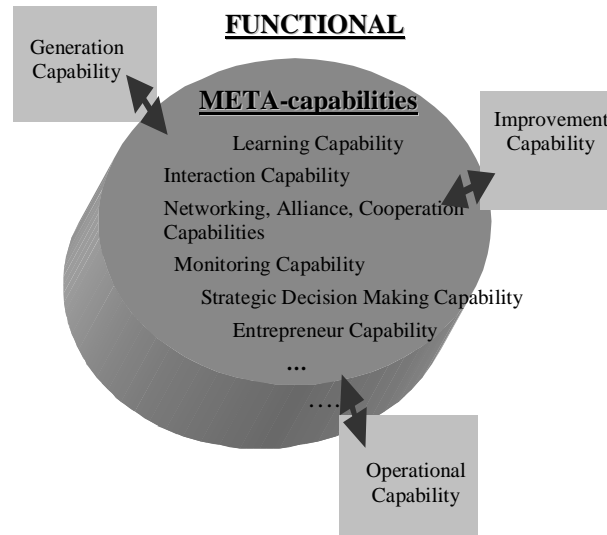 FUNCTIONAL
Generation
Capability
META-capabilities
Improvement
Capability
Learning Capability
Interaction Capability
Networking, Alliance, Cooperation
Capabilities
Monitoring Capability
Strategic Decision Making Capability
Entrepreneur Capability
...
....
Operational
Capability